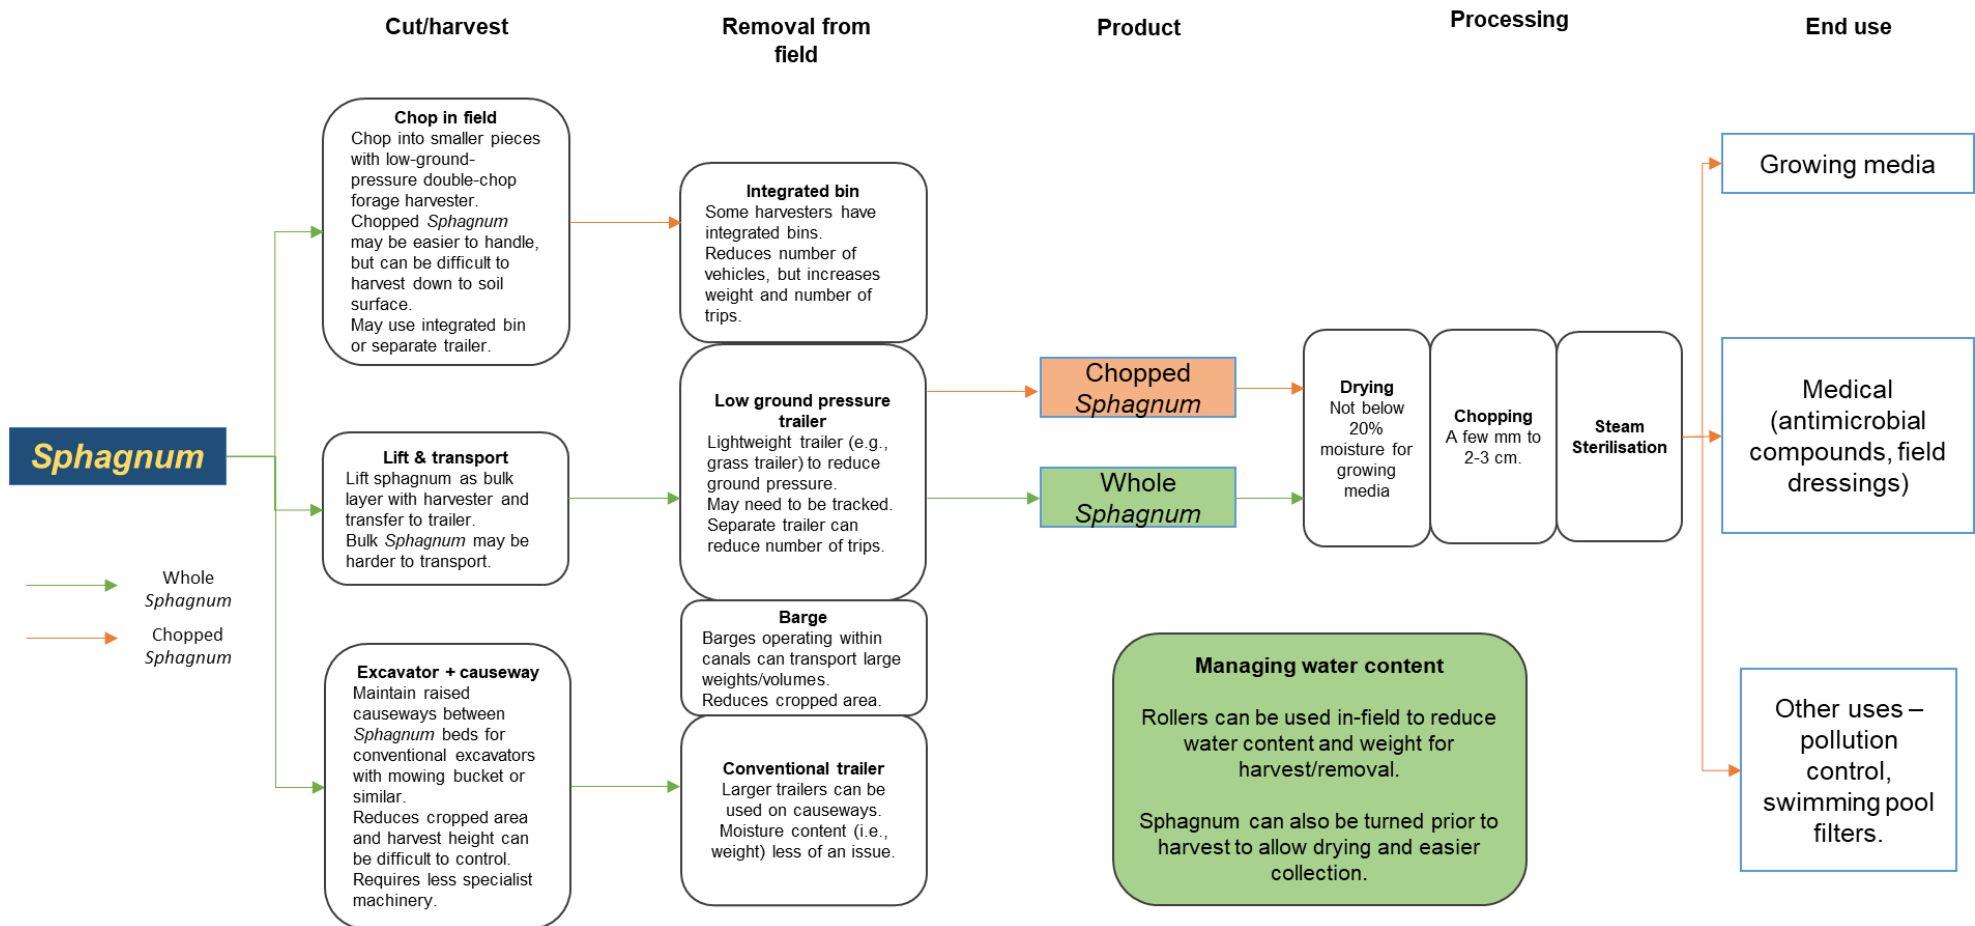 Cut/harvest
Removal from
field
Product
Processing
End use
Sphagnum
Whole
Sphagnum
Chopped
Sphagnum
Chop in field
Chop into smaller pieces
with low-ground-
pressure double-chop
forage harvester.
Chopped Sphagnum
may be easier to handle,
but can be difficult to
harvest down to soil
surface.
May use integrated bin
or separate trailer.
Lift & transport
Lift sphagnum as bulk
layer with harvester and
transfer to trailer.
Bulk Sphagnum may be
harder to transport.
Excavator + causeway
Maintain raised
causeways between
Sphagnum beds for
conventional excavators
with mowing bucket or
similar.
Reduces cropped area
and harvest height can
be difficult to control.
Requires less specialist
machinery.
Integrated bin
Some harvesters have
integrated bins.
Reduces number of
vehicles, but increases
weight and number of
trips.
Low ground pressure
trailer
Lightweight trailer (e.g.,
grass trailer) to reduce
ground pressure.
May need to be tracked.
Separate trailer can
reduce number of trips.
Barge
Barges operating within
canals can transport large
weights/volumes.
Reduces cropped area.
Conventional trailer
Larger trailers can be
used on causeways.
Moisture content (i.e.,
weight) less of an issue.
Chopped
Sphagnum
Whole
Sphagnum
Managing water content
Rollers can be used in-field to reduce
water content and weight for
harvest/removal.
Sphagnum can also be turned prior to
harvest to allow drying and easier
collection.
Drying
Not below
20%
moisture for
growing
media
Chopping
A few mm to
2-3 cm.
Steam
Sterilisation
Growing media
Medical
(antimicrobial
compounds, field
dressings)
Other uses –
pollution
control,
swimming pool
filters.